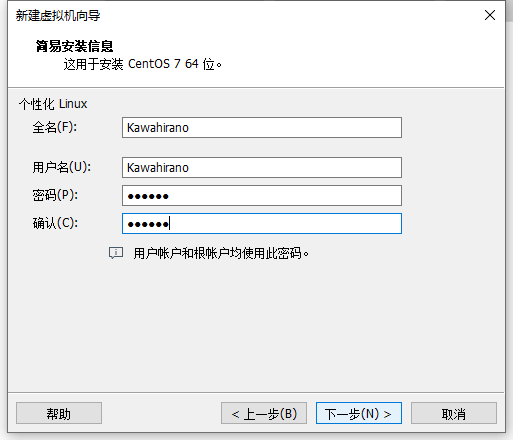 新建虚拟机向导
简易安装信息
这用于安装 CentOS 7 64 位。
个性化 Linux
全名(F): Kawahirano
用户名(U): Kawahirano
密码(P): ●●●●●●
确认(C): ●●●●●●
用户帐户和根帐户均使用此密码。
帮助 < 上一步(B) 下一步(N) > 取消